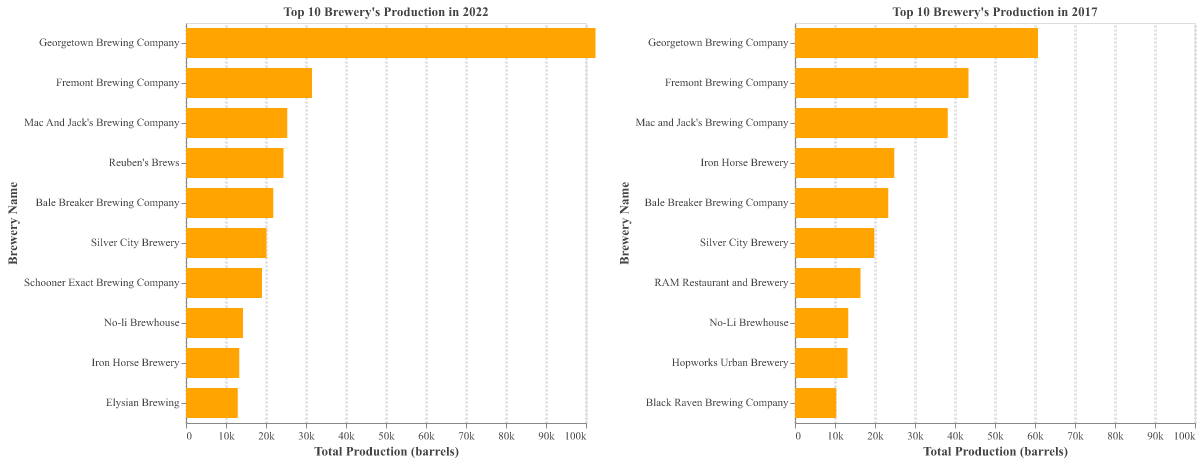 Top 10 Brewery's Production in 2022
Brewery Name
Georgetown Brewing Company
Fremont Brewing Company
Mac And Jack's Brewing Company
Reuben's Brews
Bale Breaker Brewing Company
Silver City Brewery
Schooner Exact Brewing Company
No-li Brewhouse
Iron Horse Brewery
Elysian Brewing
0 10k 20k 30k 40k 50k 60k 70k 80k 90k 100k
Total Production (barrels)
Top 10 Brewery's Production in 2017
Brewery Name
Georgetown Brewing Company
Fremont Brewing Company
Mac and Jack's Brewing Company
Iron Horse Brewery
Bale Breaker Brewing Company
Silver City Brewery
RAM Restaurant and Brewery
No-Li Brewhouse
Hopworks Urban Brewery
Black Raven Brewing Company
0 10k 20k 30k 40k 50k 60k 70k 80k 90k 100k
Total Production (barrels)